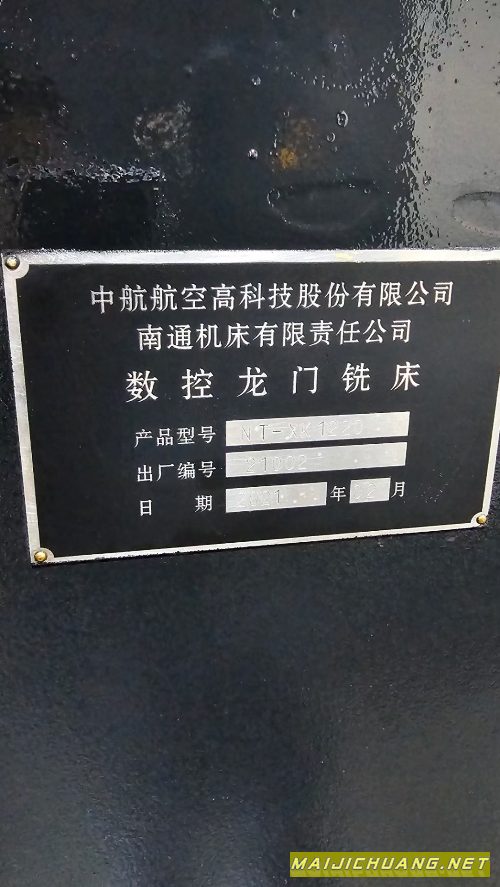 中航航空高科技股份有限公司
南通机床有限责任公司
数控龙门铣床
产品型号 NT-XK1220
出厂编号 21002
日 期 2021 年 02 月
MAIJICHUANG.NET